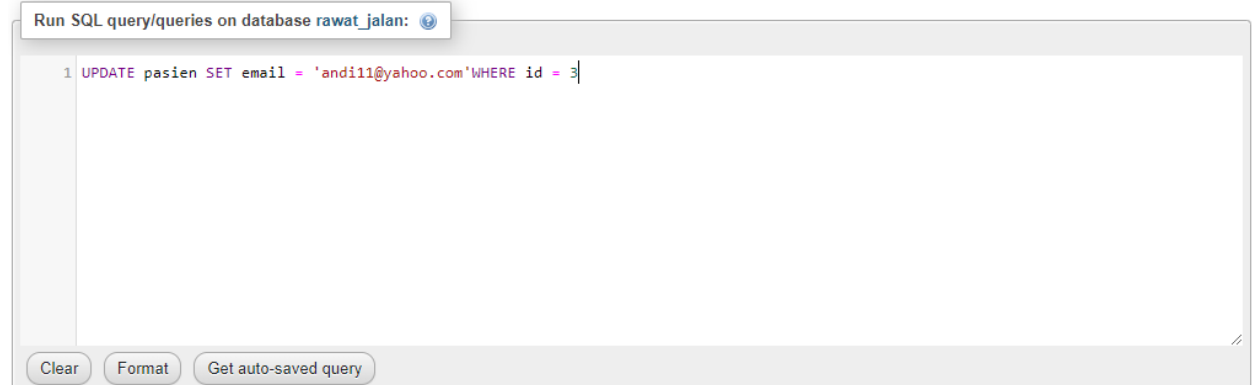 Run SQL query/queries on database rawat_jalan:
1 UPDATE pasien SET email = 'andi11@yahoo.com'WHERE id = 3
Clear Format Get auto-saved query